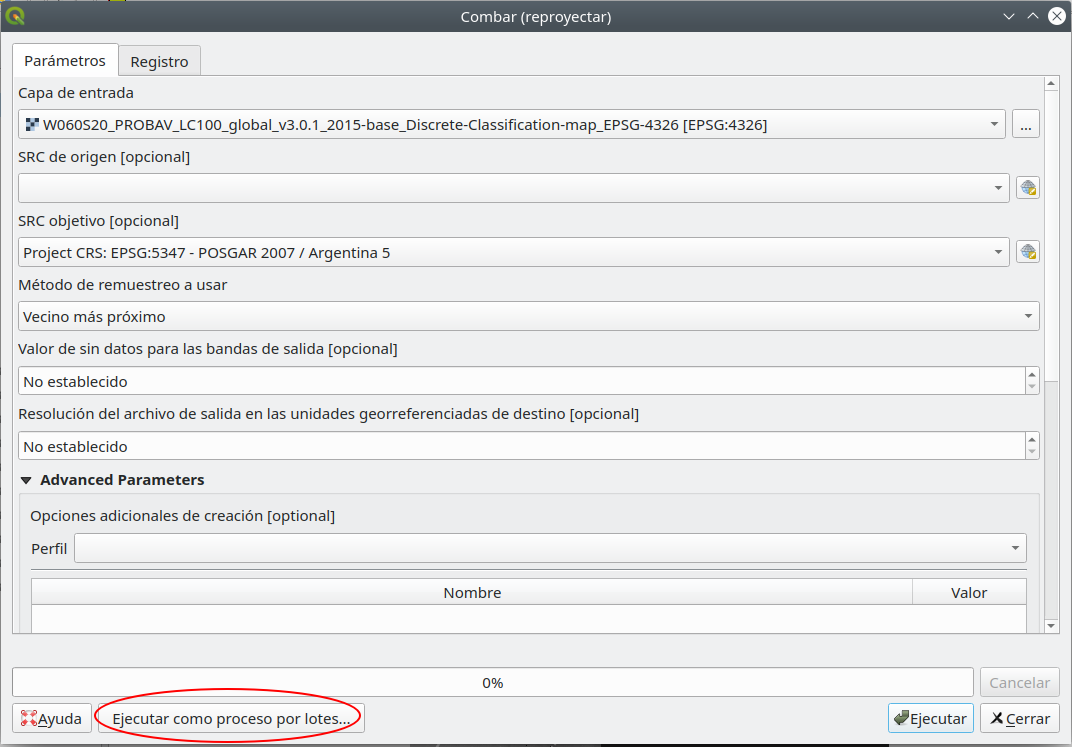 Combar (reproyectar)
Parámetros
Registro
Capa de entrada
W060S20_PROBAV_LC100_global_v3.0.1_2015-base_Discrete-Classification-map_EPSG-4326 [EPSG:4326]
...
SRC de origen [opcional]
SRC objetivo [opcional]
Project CRS: EPSG:5347 - POSGAR 2007 / Argentina 5
Método de remuestreo a usar
Vecino más próximo
Valor de sin datos para las bandas de salida [opcional]
No establecido
Resolución del archivo de salida en las unidades georreferenciadas de destino [opcional]
No establecido
Advanced Parameters
Opciones adicionales de creación [optional]
Perfil
Nombre Valor
0%
Cancelar
Ayuda
Ejecutar como proceso por lotes...
Ejecutar
Cerrar